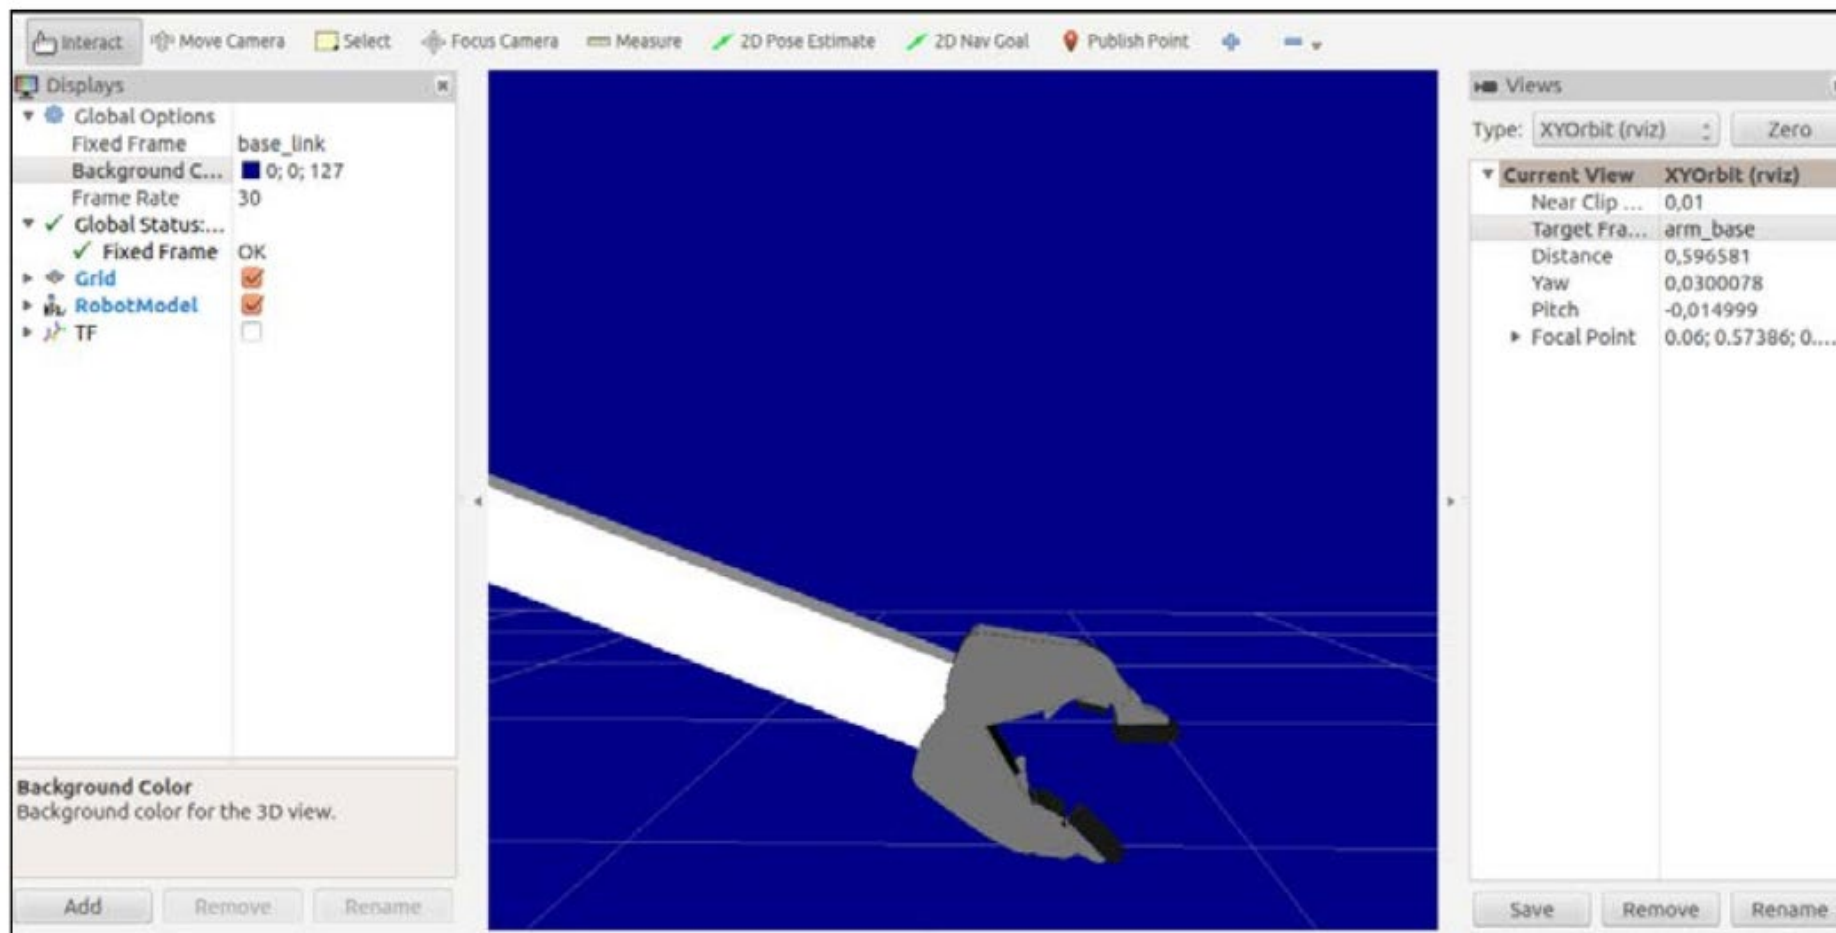 Interact Move Camera Select Focus Camera Measure 2D Pose Estimate 2D Nav Goal Publish Point
Displays
Global Options
Fixed Frame base_link
Background C... 0; 0; 127
Frame Rate 30
Global Status:...
Fixed Frame OK
Grid
RobotModel
TF
Background Color
Background color for the 3D view.
Add Remove Rename
Views
Type: XYOrbit (rviz) Zero
Current View XYOrbit (rviz)
Near Clip ... 0,01
Target Fra... arm_base
Distance 0,596581
Yaw 0,0300078
Pitch -0,014999
Focal Point 0.06; 0.57386; 0....
Save Remove Rename